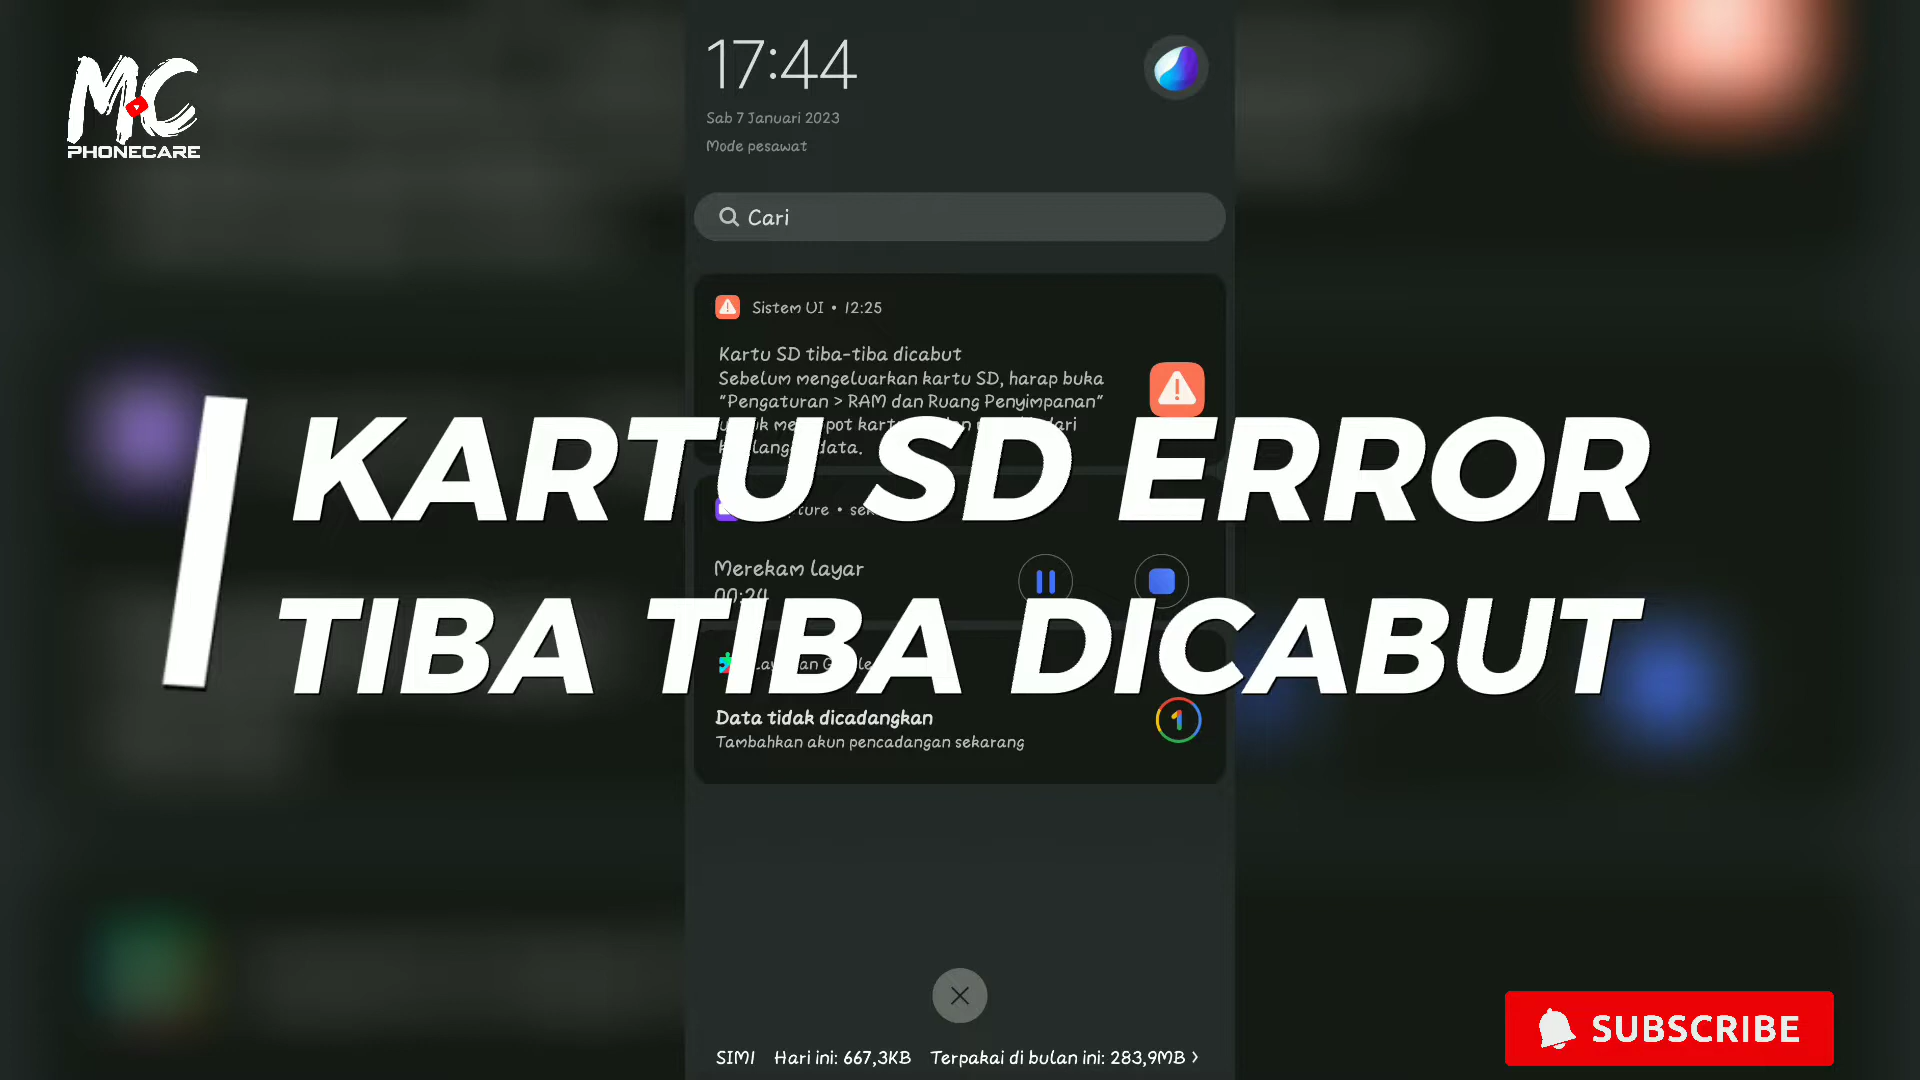 MC
PHONECARE
17:44
Sab 7 Januari 2023
Mode pesawat
Cari
Sistem UI • 12:25
Kartu SD tiba-tiba dicabut
Sebelum mengeluarkan kartu SD, harap buka
"Pengaturan > RAM dan Ruang Penyimpanan"
data.
KARTU SD ERROR
Merekam layar
00:24
TIBA TIBA DICABUT
Data tidak dicadangkan
Tambahkan akun pencadangan sekarang
SIM1 Hari ini: 667,3KB Terpakai di bulan ini: 283,9MB >
SUBSCRIBE